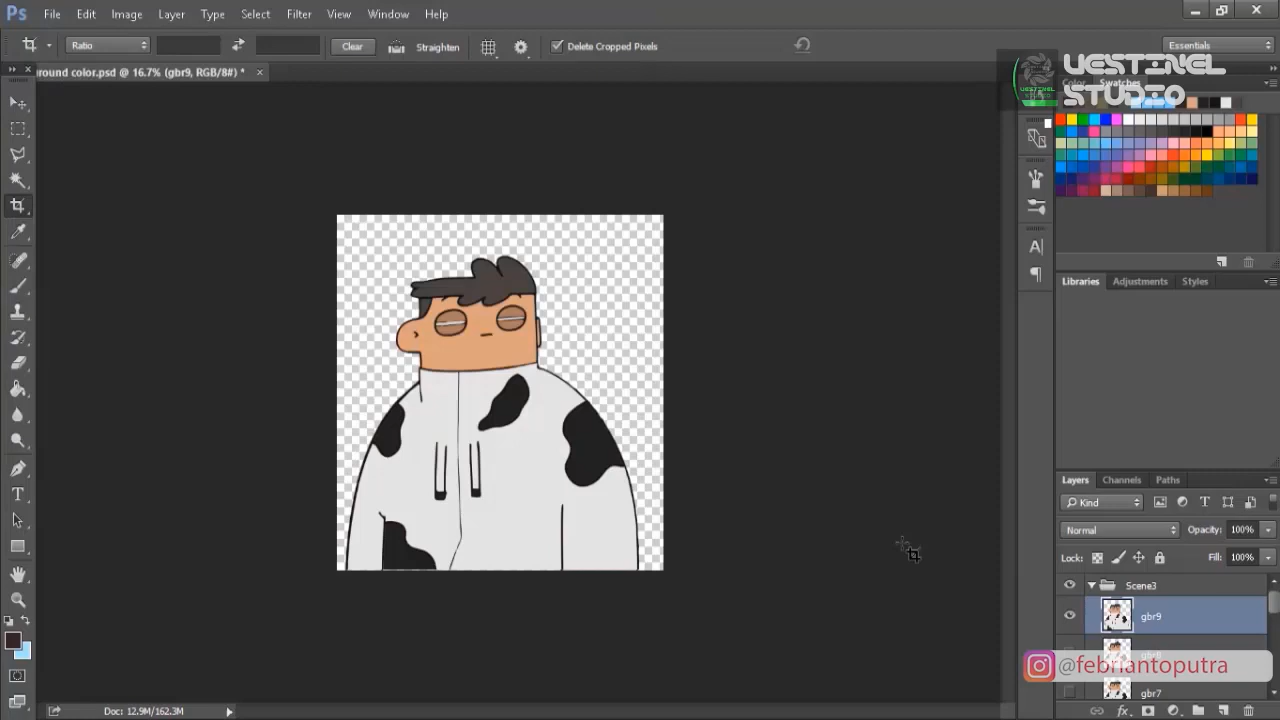 Ps File Edit Image Layer Type Select Filter View Window Help
Ratio Clear Straighten Delete Cropped Pixels Essentials
round color.psd @ 16.7% (gbr9, RGB/8#) * ×
VESTINEL
STUDIO
Color Swatches
Libraries Adjustments Styles
Layers Channels Paths
Kind
Normal Opacity: 100%
Lock: Fill: 100%
Scene3
gbr9
gbr8
@febriantoputra
gbr7
Doc: 12.9M/162.3M